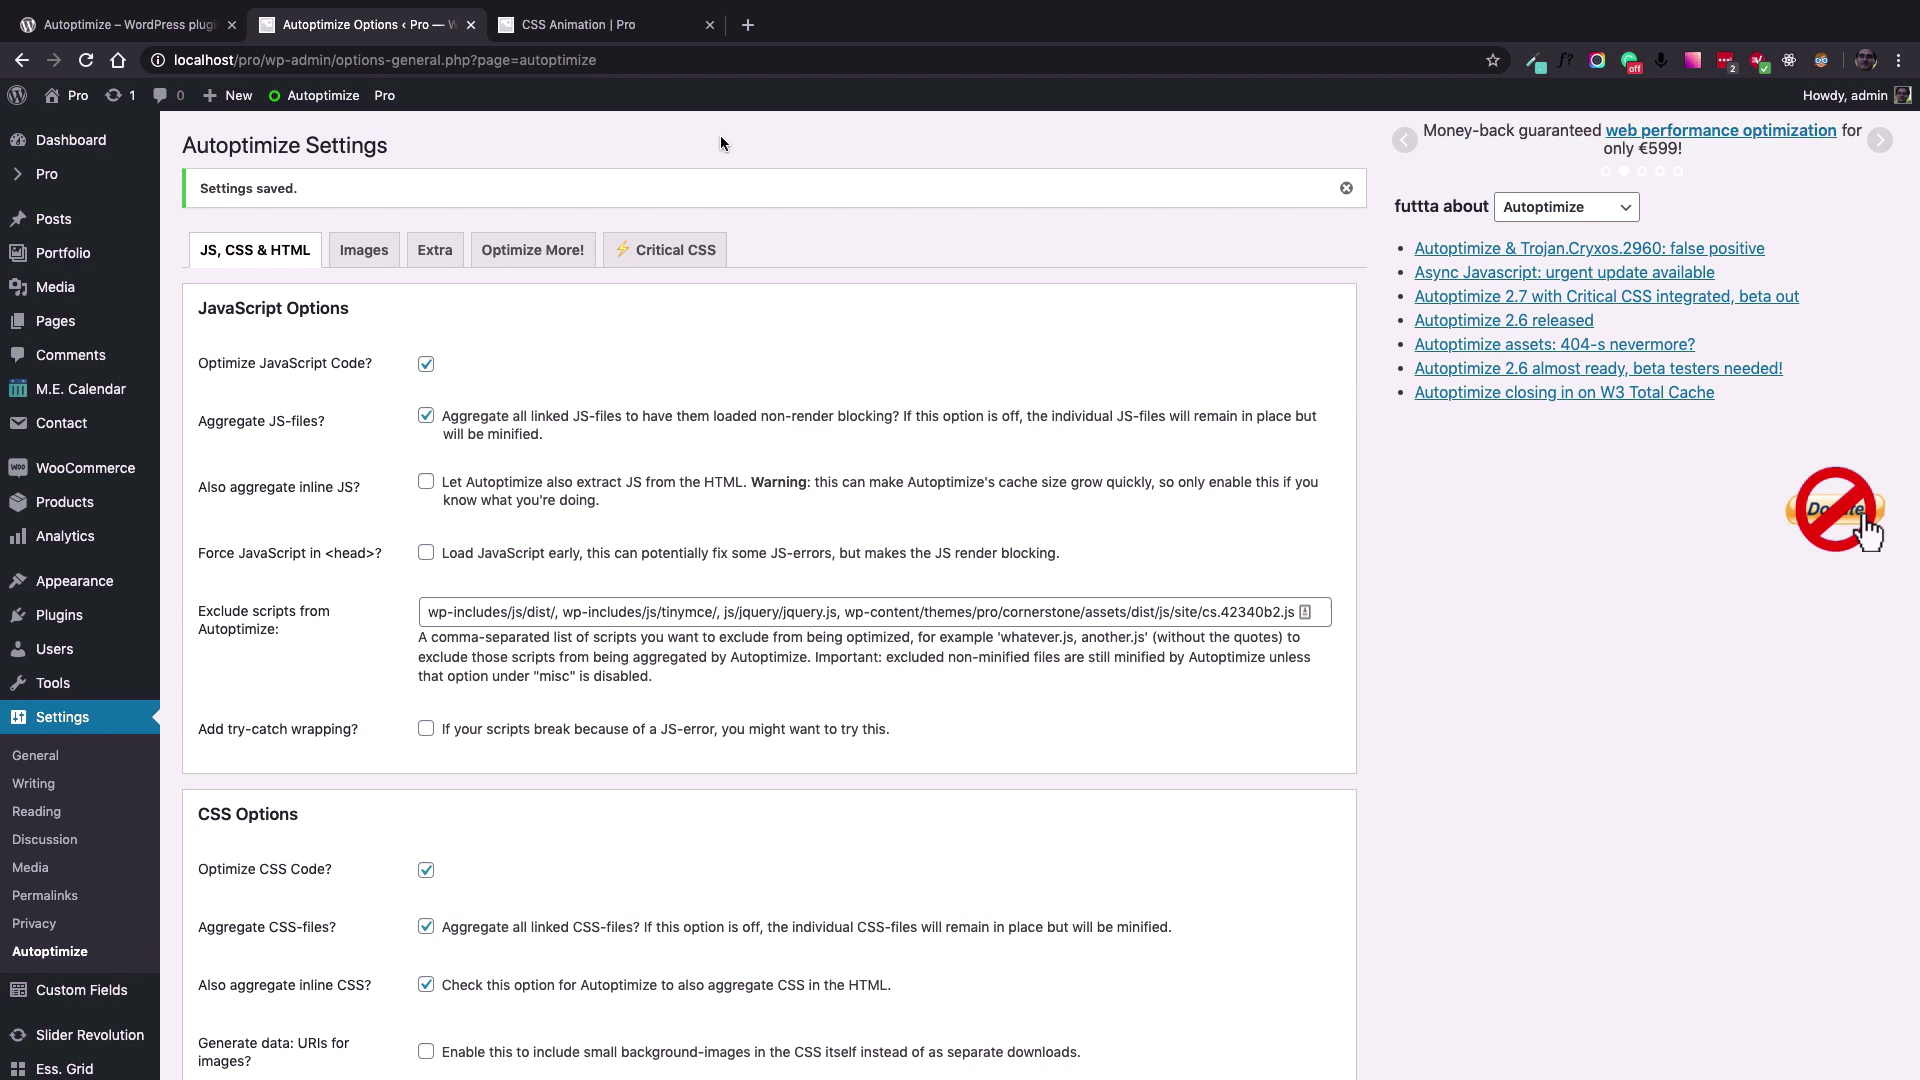 Autoptimize – WordPress plugi
Autoptimize Options ‹ Pro — W
CSS Animation | Pro
localhost/pro/wp-admin/options-general.php?page=autoptimize
off
2
Pro
1
0
New
Autoptimize
Pro
Howdy, admin
Dashboard
Pro
Posts
Portfolio
Media
Pages
Comments
M.E. Calendar
Contact
WooCommerce
Products
Analytics
Appearance
Plugins
Users
Tools
Settings
General
Writing
Reading
Discussion
Media
Permalinks
Privacy
Autoptimize
Custom Fields
Slider Revolution
Ess. Grid
Autoptimize Settings
Settings saved.
JS, CSS & HTML
Images
Extra
Optimize More!
⚡ Critical CSS
JavaScript Options
Optimize JavaScript Code?
Aggregate JS-files?
Aggregate all linked JS-files to have them loaded non-render blocking? If this option is off, the individual JS-files will remain in place but
will be minified.
Also aggregate inline JS?
Let Autoptimize also extract JS from the HTML. Warning: this can make Autoptimize's cache size grow quickly, so only enable this if you
know what you're doing.
Force JavaScript in <head>?
Load JavaScript early, this can potentially fix some JS-errors, but makes the JS render blocking.
Exclude scripts from
Autoptimize:
wp-includes/js/dist/, wp-includes/js/tinymce/, js/jquery/jquery.js, wp-content/themes/pro/cornerstone/assets/dist/js/site/cs.42340b2.js
A comma-separated list of scripts you want to exclude from being optimized, for example 'whatever.js, another.js' (without the quotes) to
exclude those scripts from being aggregated by Autoptimize. Important: excluded non-minified files are still minified by Autoptimize unless
that option under "misc" is disabled.
Add try-catch wrapping?
If your scripts break because of a JS-error, you might want to try this.
CSS Options
Optimize CSS Code?
Aggregate CSS-files?
Aggregate all linked CSS-files? If this option is off, the individual CSS-files will remain in place but will be minified.
Also aggregate inline CSS?
Check this option for Autoptimize to also aggregate CSS in the HTML.
Generate data: URIs for
images?
Enable this to include small background-images in the CSS itself instead of as separate downloads.
Money-back guaranteed web performance optimization for
only €599!
futtta about
Autoptimize
Autoptimize & Trojan.Cryxos.2960: false positive
Async Javascript: urgent update available
Autoptimize 2.7 with Critical CSS integrated, beta out
Autoptimize 2.6 released
Autoptimize assets: 404-s nevermore?
Autoptimize 2.6 almost ready, beta testers needed!
Autoptimize closing in on W3 Total Cache
Donate